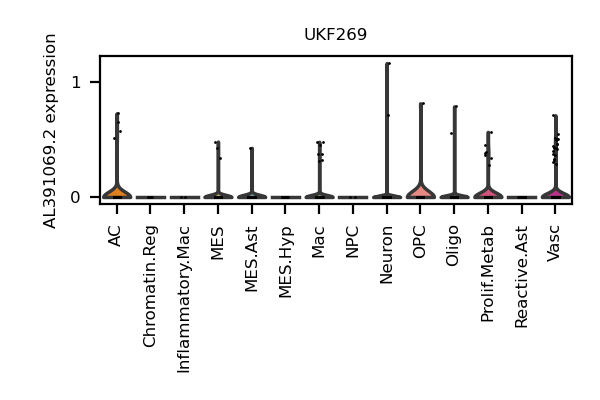 UKF269
AL391069.2 expression
1
0
AC
Chromatin.Reg
Inflammatory.Mac
MES
MES.Ast
MES.Hyp
Mac
NPC
Neuron
OPC
Oligo
Prolif.Metab
Reactive.Ast
Vasc